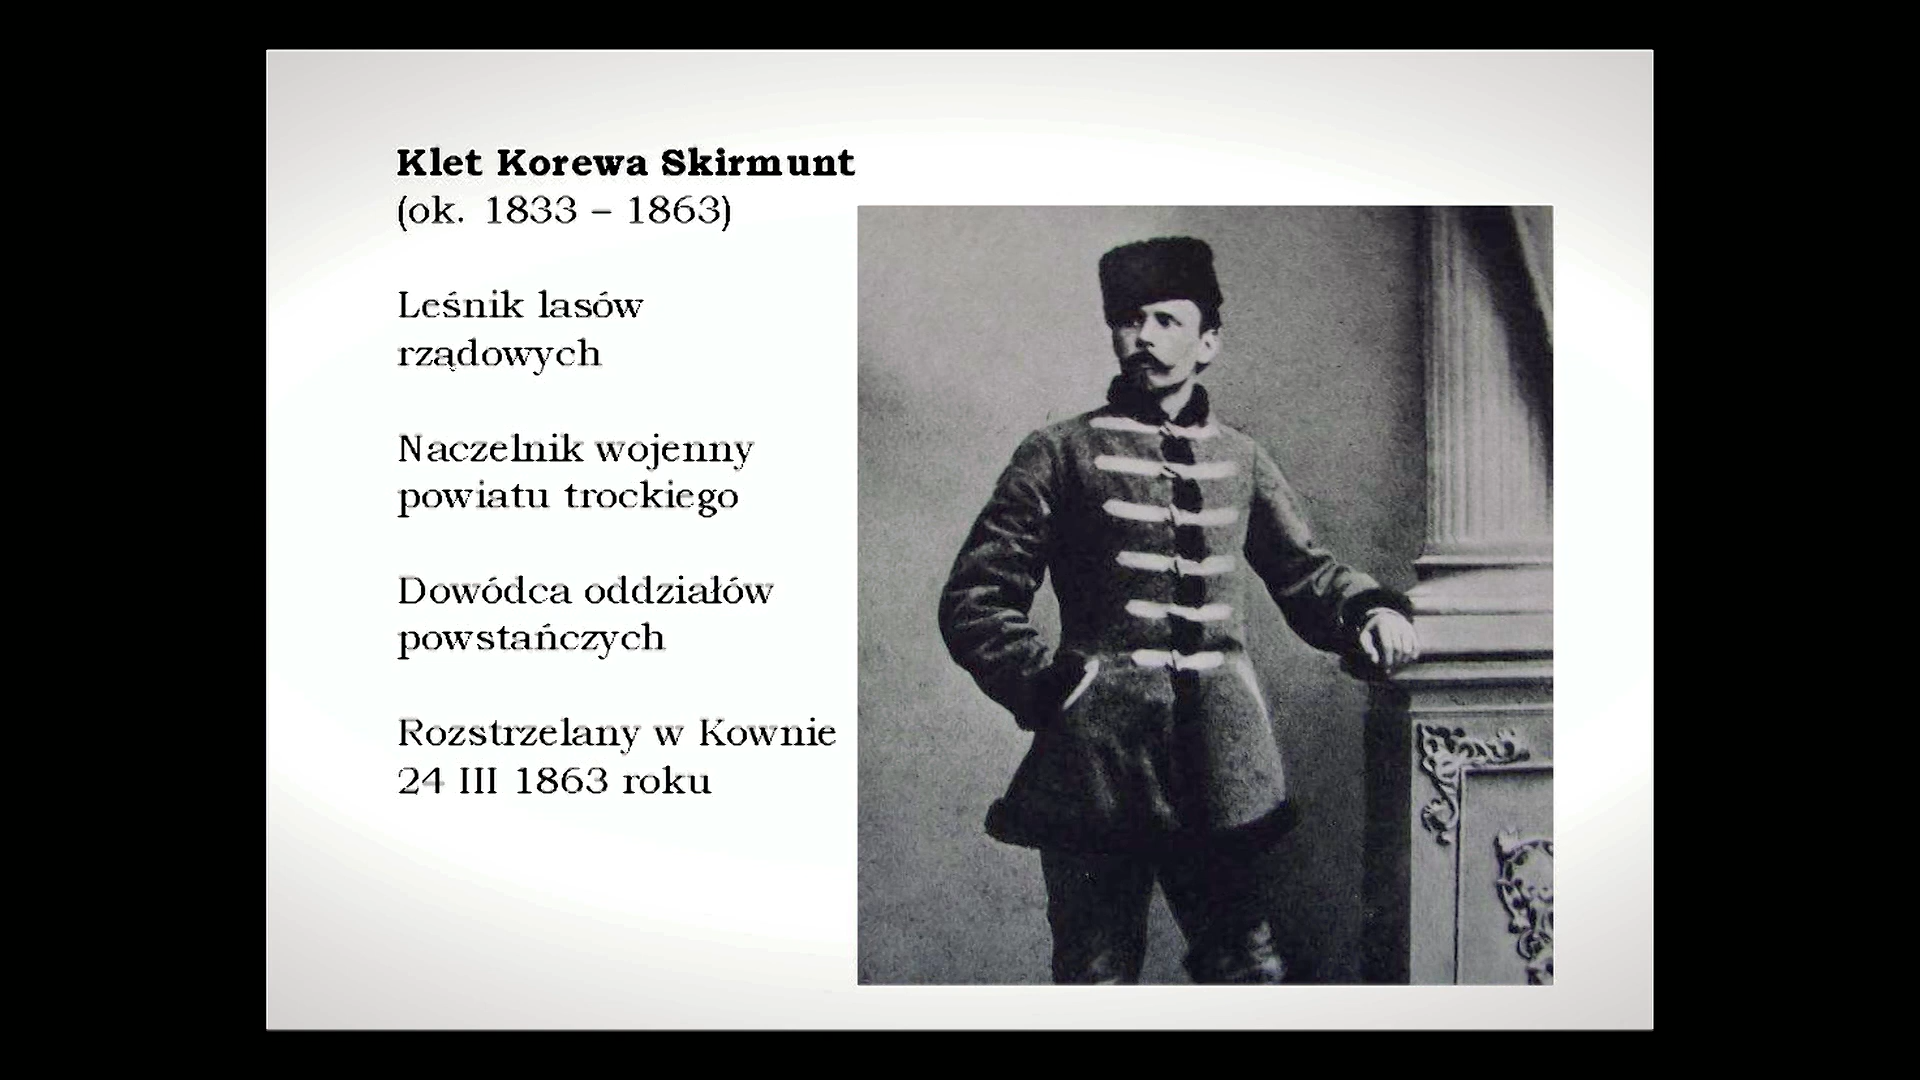 Klet Korewa Skirmunt
(ok. 1833 – 1863)
Leśnik lasów
rządowych
Naczelnik wojenny
powiatu trockiego
Dowódca oddziałów
powstańczych
Rozstrzelany w Kownie
24 III 1863 roku